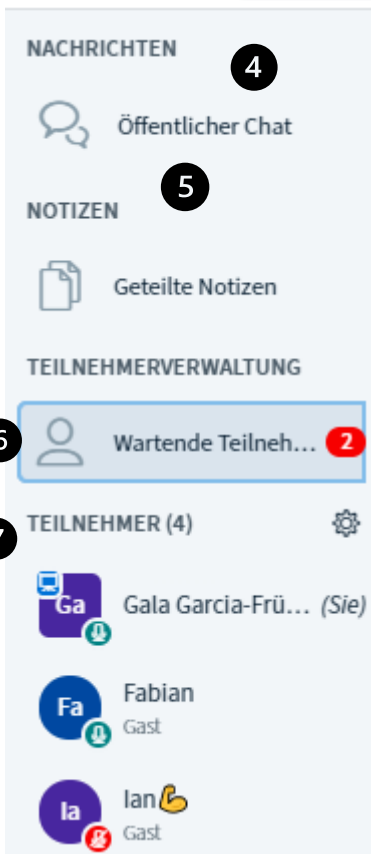 NACHRICHTEN
4
Öffentlicher Chat
5
NOTIZEN
Geteilte Notizen
TEILNEHMERVERWALTUNG
6 Wartende Teilneh... 2
7 TEILNEHMER (4)
Ga Gala Garcia-Frü... (Sie)
Fa Fabian
Gast
Ia Ian💪
Gast